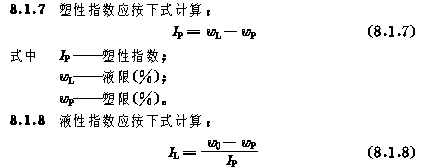 8.1.7 塑性指数应按下式计算：
I_P = w_L − w_P (8.1.7)
式中 I_P——塑性指数；
w_L——液限(%)；
w_P——塑限(%)。
8.1.8 液性指数应按下式计算：
I_L = (w_0 − w_P) / I_P (8.1.8)